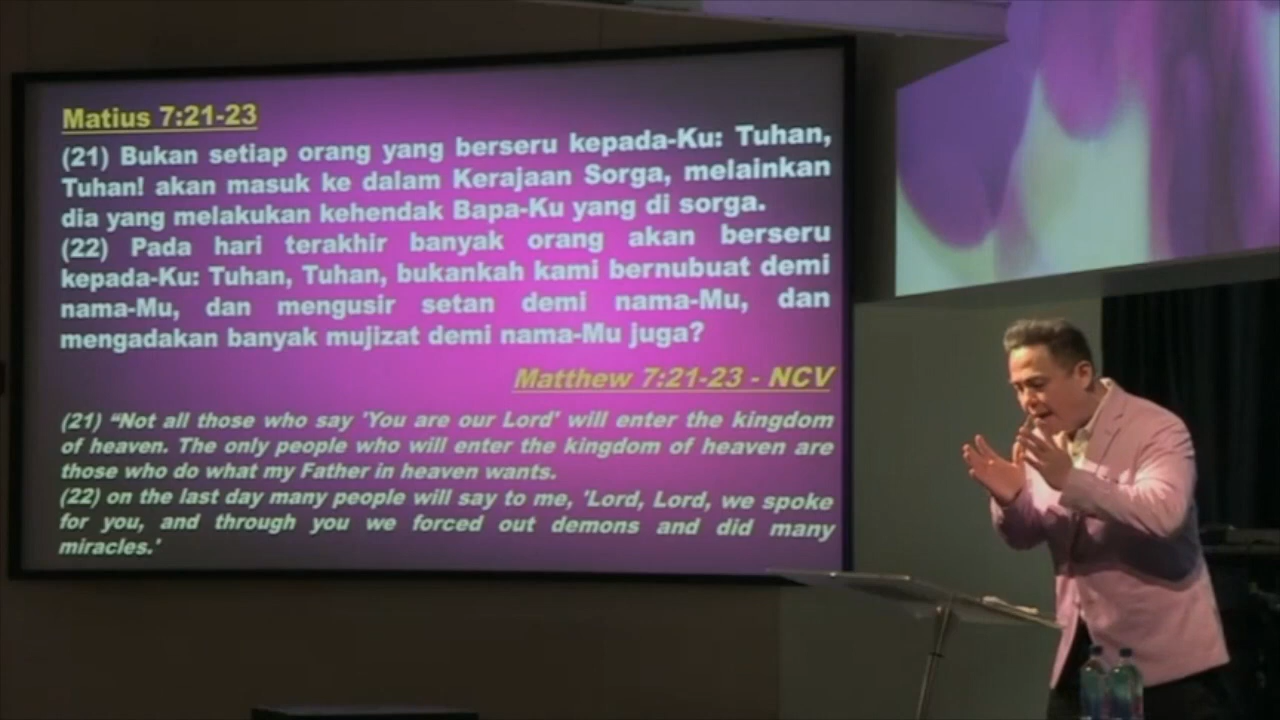 Matius 7:21-23
(21) Bukan setiap orang yang berseru kepada-Ku: Tuhan,
Tuhan! akan masuk ke dalam Kerajaan Sorga, melainkan
dia yang melakukan kehendak Bapa-Ku yang di sorga.
(22) Pada hari terakhir banyak orang akan berseru
kepada-Ku: Tuhan, Tuhan, bukankah kami bernubuat demi
nama-Mu, dan mengusir setan demi nama-Mu, dan
mengadakan banyak mujizat demi nama-Mu juga?
Matthew 7:21-23 - NCV
(21) “Not all those who say 'You are our Lord' will enter the kingdom
of heaven. The only people who will enter the kingdom of heaven are
those who do what my Father in heaven wants.
(22) on the last day many people will say to me, 'Lord, Lord, we spoke
for you, and through you we forced out demons and did many
miracles.'